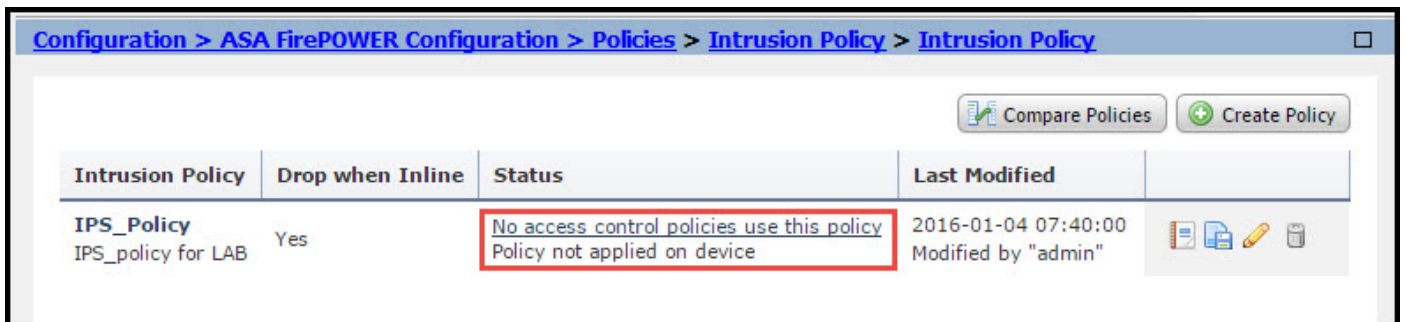 Configuration > ASA FirePOWER Configuration > Policies > Intrusion Policy > Intrusion Policy
Compare Policies Create Policy
Intrusion Policy Drop when Inline Status Last Modified
IPS_Policy
IPS_policy for LAB
Yes
No access control policies use this policy
Policy not applied on device
2016-01-04 07:40:00
Modified by "admin"